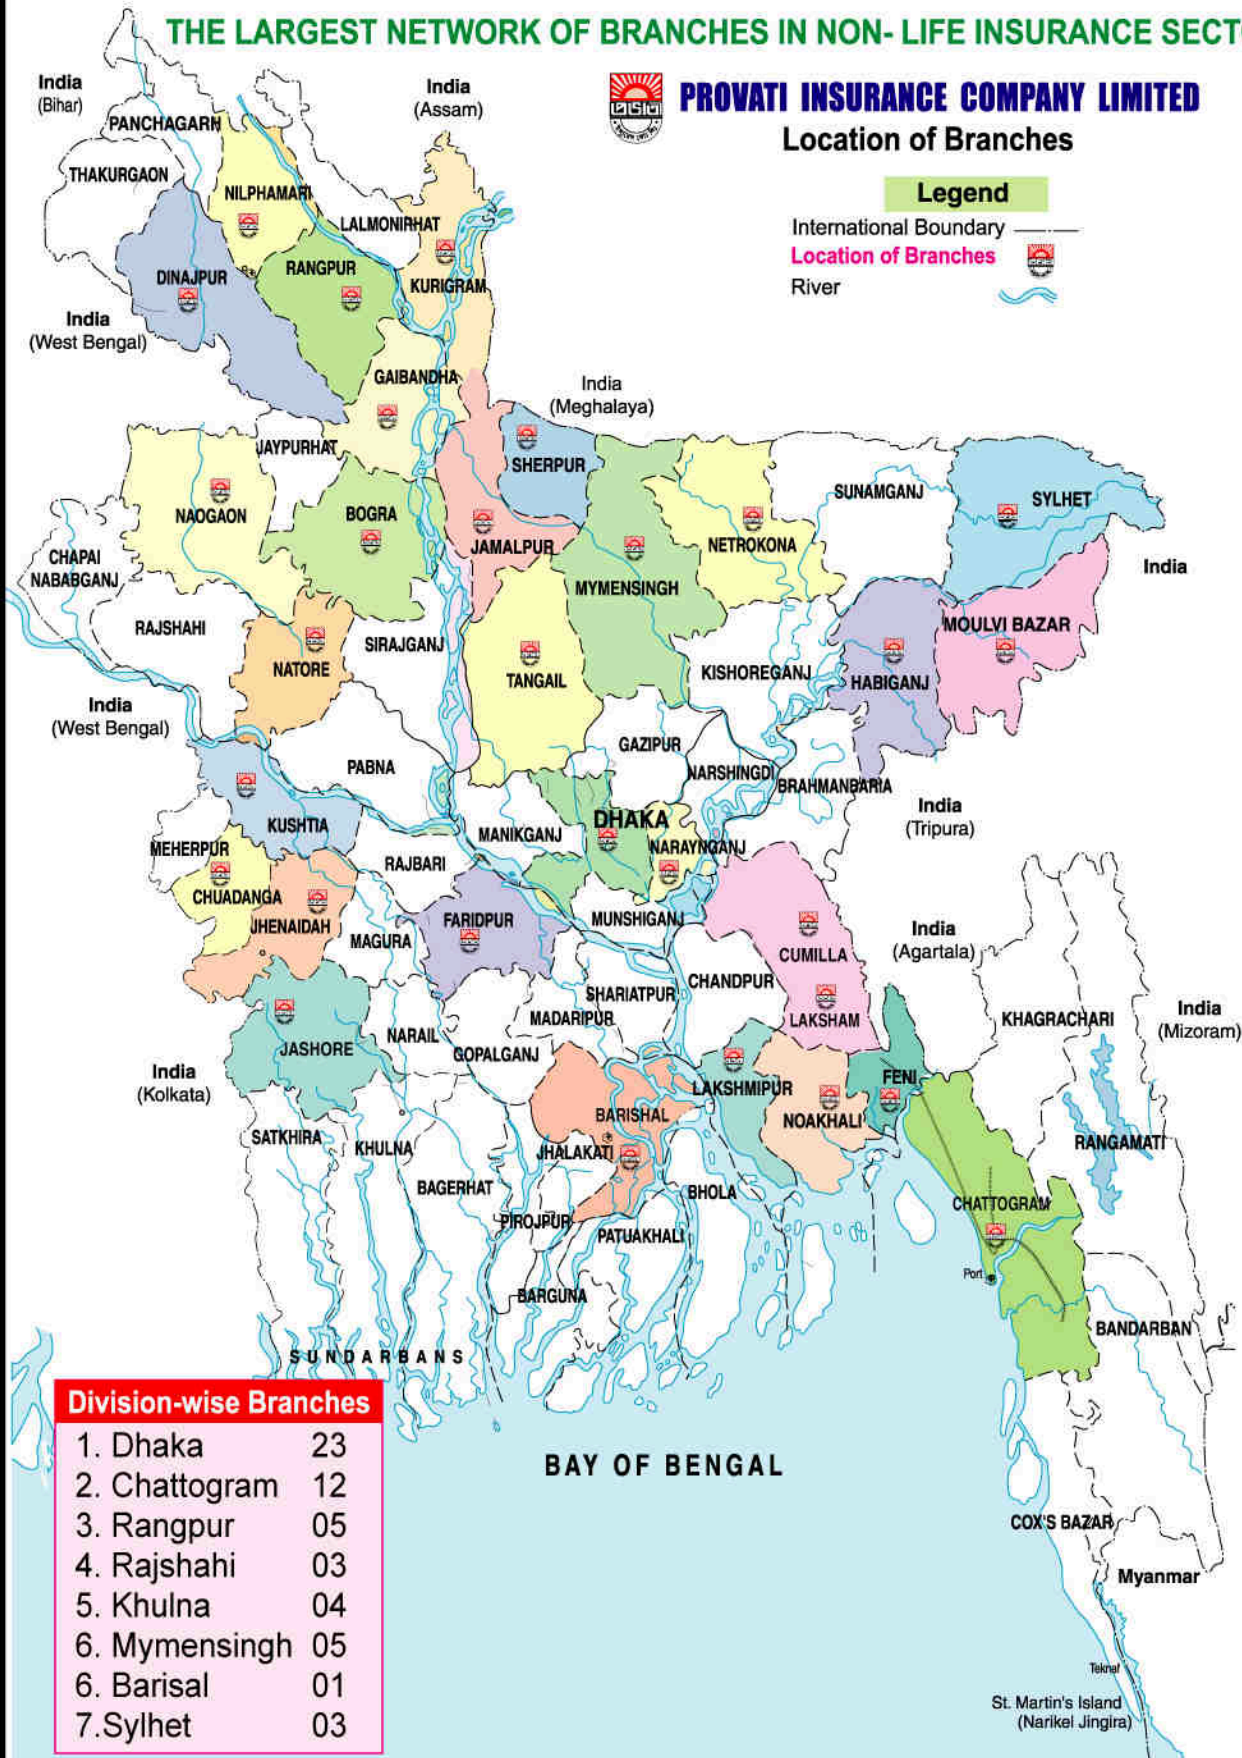 THE LARGEST NETWORK OF BRANCHES IN NON- LIFE INSURANCE SECT
PROVATI INSURANCE COMPANY LIMITED
Location of Branches
Legend
International Boundary
Location of Branches
River
India
(Bihar)
India
(Assam)
PANCHAGARH
THAKURGAON
NILPHAMARI
LALMONIRHAT
DINAJPUR
RANGPUR
KURIGRAM
India
(West Bengal)
GAIBANDHA
India
(Meghalaya)
JAYPURHAT
SHERPUR
NAOGAON
BOGRA
JAMALPUR
MYMENSINGH
NETROKONA
SUNAMGANJ
SYLHET
India
CHAPAI
NABABGANJ
RAJSHAHI
NATORE
SIRAJGANJ
TANGAIL
KISHOREGANJ
HABIGANJ
MOULVI BAZAR
India
(West Bengal)
PABNA
GAZIPUR
NARSHINGDI
BRAHMANBARIA
India
(Tripura)
KUSHTIA
MEHERPUR
RAJBARI
MANIKGANJ
DHAKA
NARAYNGANJ
CHUADANGA
JHENAIDAH
MAGURA
FARIDPUR
MUNSHIGANJ
CUMILLA
India
(Agartala)
CHANDPUR
LAKSHAM
SHARIATPUR
MADARIPUR
KHAGRACHARI
India
(Mizoram)
JASHORE
NARAIL
GOPALGANJ
India
(Kolkata)
BARISHAL
LAKSHMIPUR
NOAKHALI
FENI
SATKHIRA
KHULNA
JHALAKATI
RANGAMATI
BAGERHAT
BHOLA
CHATTOGRAM
PIROJPUR
PATUAKHALI
Port
BARGUNA
BANDARBAN
SUNDARBANS
BAY OF BENGAL
COX'S BAZAR
Myanmar
Teknaf
St. Martin's Island
(Narikel Jingira)
Division-wise Branches
1. Dhaka 23
2. Chattogram 12
3. Rangpur 05
4. Rajshahi 03
5. Khulna 04
6. Mymensingh 05
6. Barisal 01
7.Sylhet 03